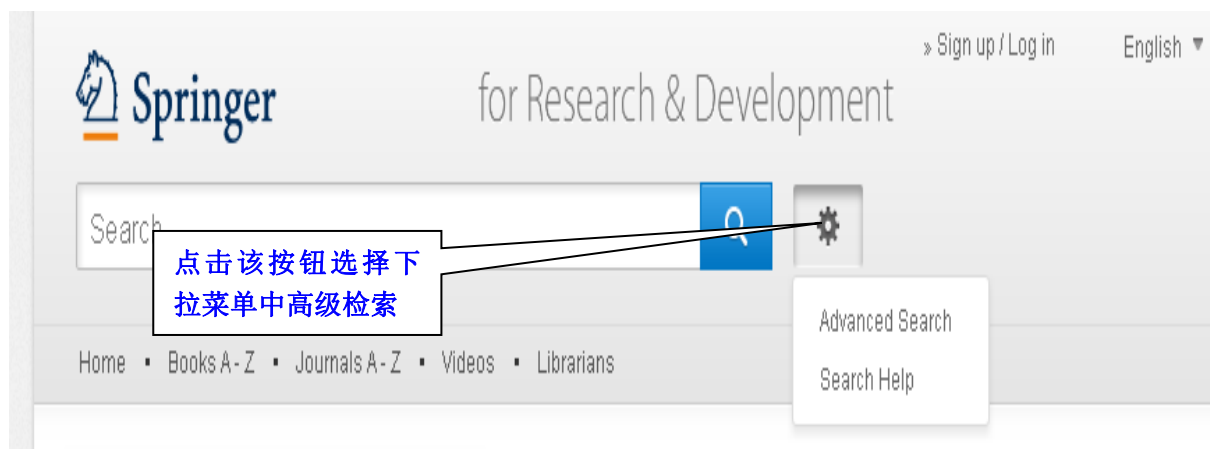 » Sign up / Log in English
Springer for Research & Development
Search
点击该按钮选择下
拉菜单中高级检索
Advanced Search
Search Help
Home ▪ Books A - Z ▪ Journals A - Z ▪ Videos ▪ Librarians